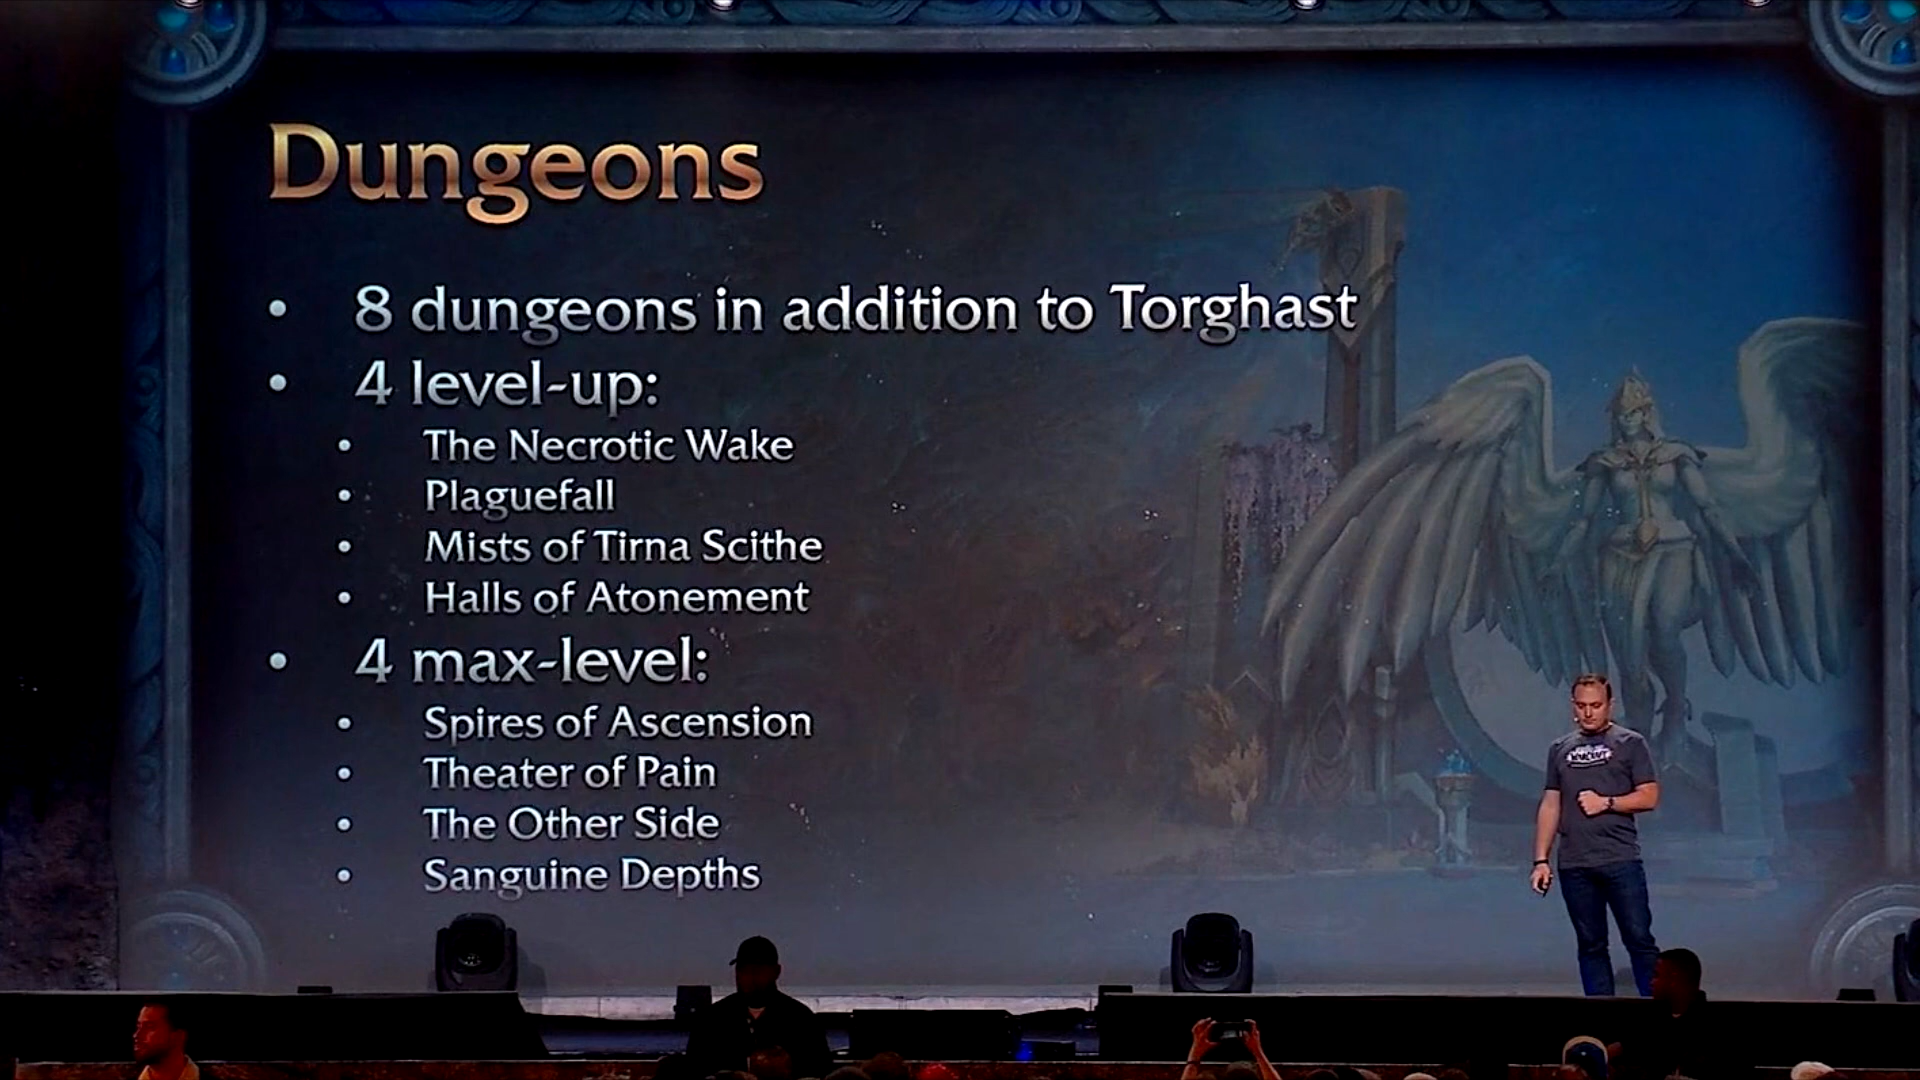 Dungeons
• 8 dungeons in addition to Torghast
• 4 level-up:
• The Necrotic Wake
• Plaguefall
• Mists of Tirna Scithe
• Halls of Atonement
• 4 max-level:
• Spires of Ascension
• Theater of Pain
• The Other Side
• Sanguine Depths
WARCRAFT